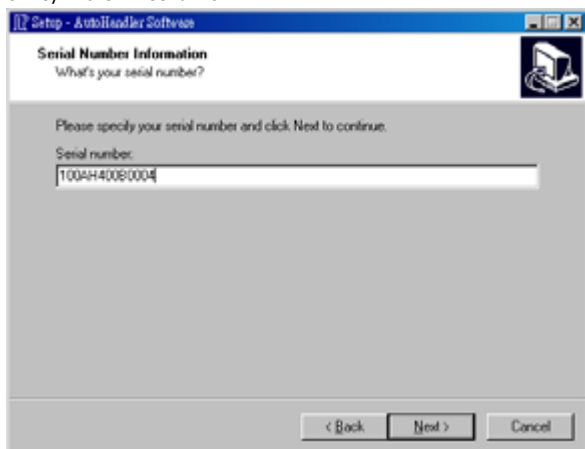 Setup - AutoHandler Software
Serial Number Information
What's your serial number?
Please specify your serial number and click Next to continue.
Serial number:
100AH400B0004
< Back
Next >
Cancel